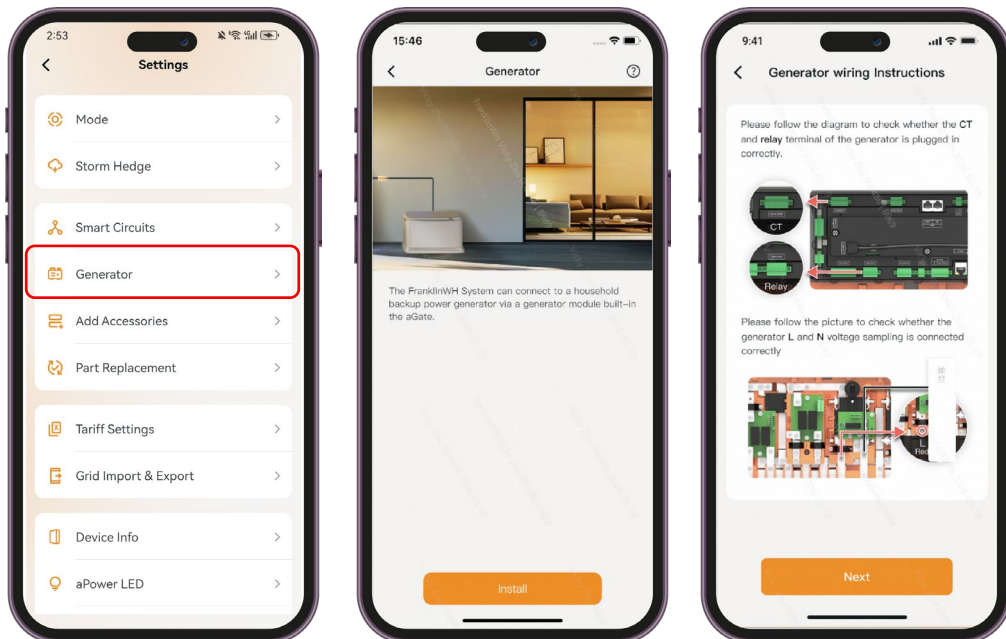 2:53
Settings
Mode
Storm Hedge
Smart Circuits
Generator
Add Accessories
Part Replacement
Tariff Settings
Grid Import & Export
Device Info
aPower LED
15:46
Generator
The FranklinWH System can connect to a household
backup power generator via a generator module built-in
the aGate.
Install
9:41
Generator wiring Instructions
Please follow the diagram to check whether the CT
and relay terminal of the generator is plugged in
correctly.
CT
Relay
Please follow the picture to check whether the
generator L and N voltage sampling is connected
correctly
L
Red
Next